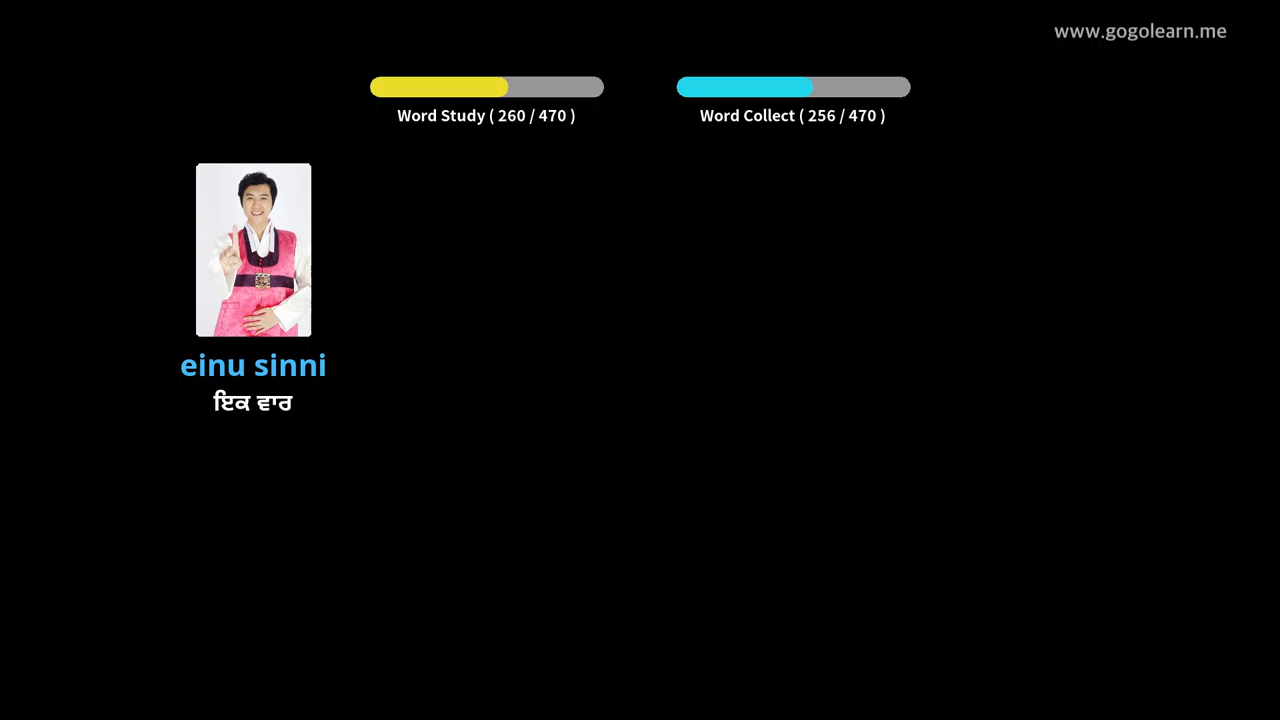 www.gogolearn.me
Word Study ( 260 / 470 )
Word Collect ( 256 / 470 )
einu sinni
ਇਕ ਵਾਰ